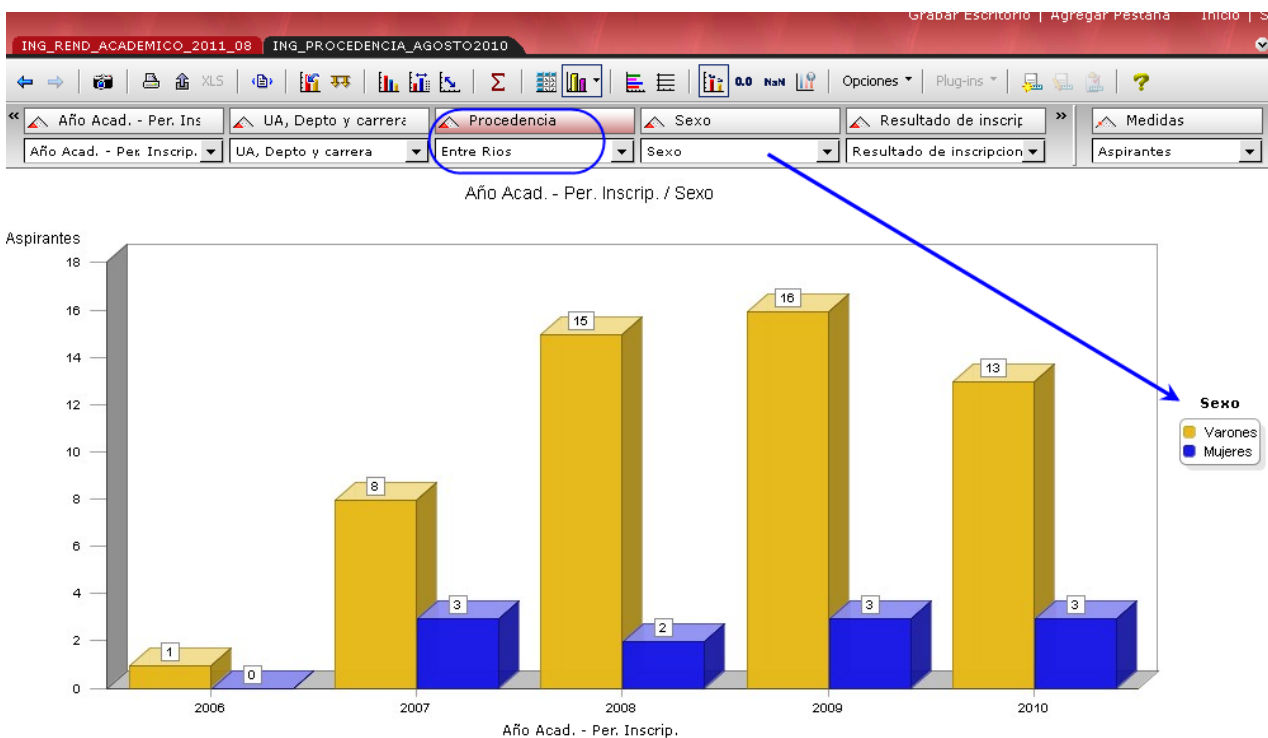 Grabar Escritorio | Agregar Pestaña Inicio | S
ING_REND_ACADEMICO_2011_08 ING_PROCEDENCIA_AGOSTO2010
XLS Σ 0.0 NaN Opciones Plug-ins ?
« Año Acad. - Per. Ins UA, Depto y carrera Procedencia Sexo Resultado de inscrip » Medidas
Año Acad. - Per. Inscrip. UA, Depto y carrera Entre Rios Sexo Resultado de inscripcion Aspirantes
Año Acad. - Per. Inscrip. / Sexo
Aspirantes
18
16
14
12
10
8
6
4
2
0
1
0
8
3
15
2
16
3
13
3
2006 2007 2008 2009 2010
Año Acad. - Per. Inscrip.
Sexo
Varones
Mujeres